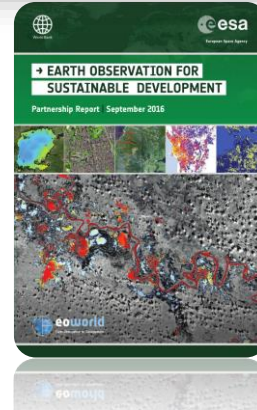 World Bank
esa
European Space Agency
→ EARTH OBSERVATION FOR
SUSTAINABLE DEVELOPMENT
Partnership Report September 2016
eoworld